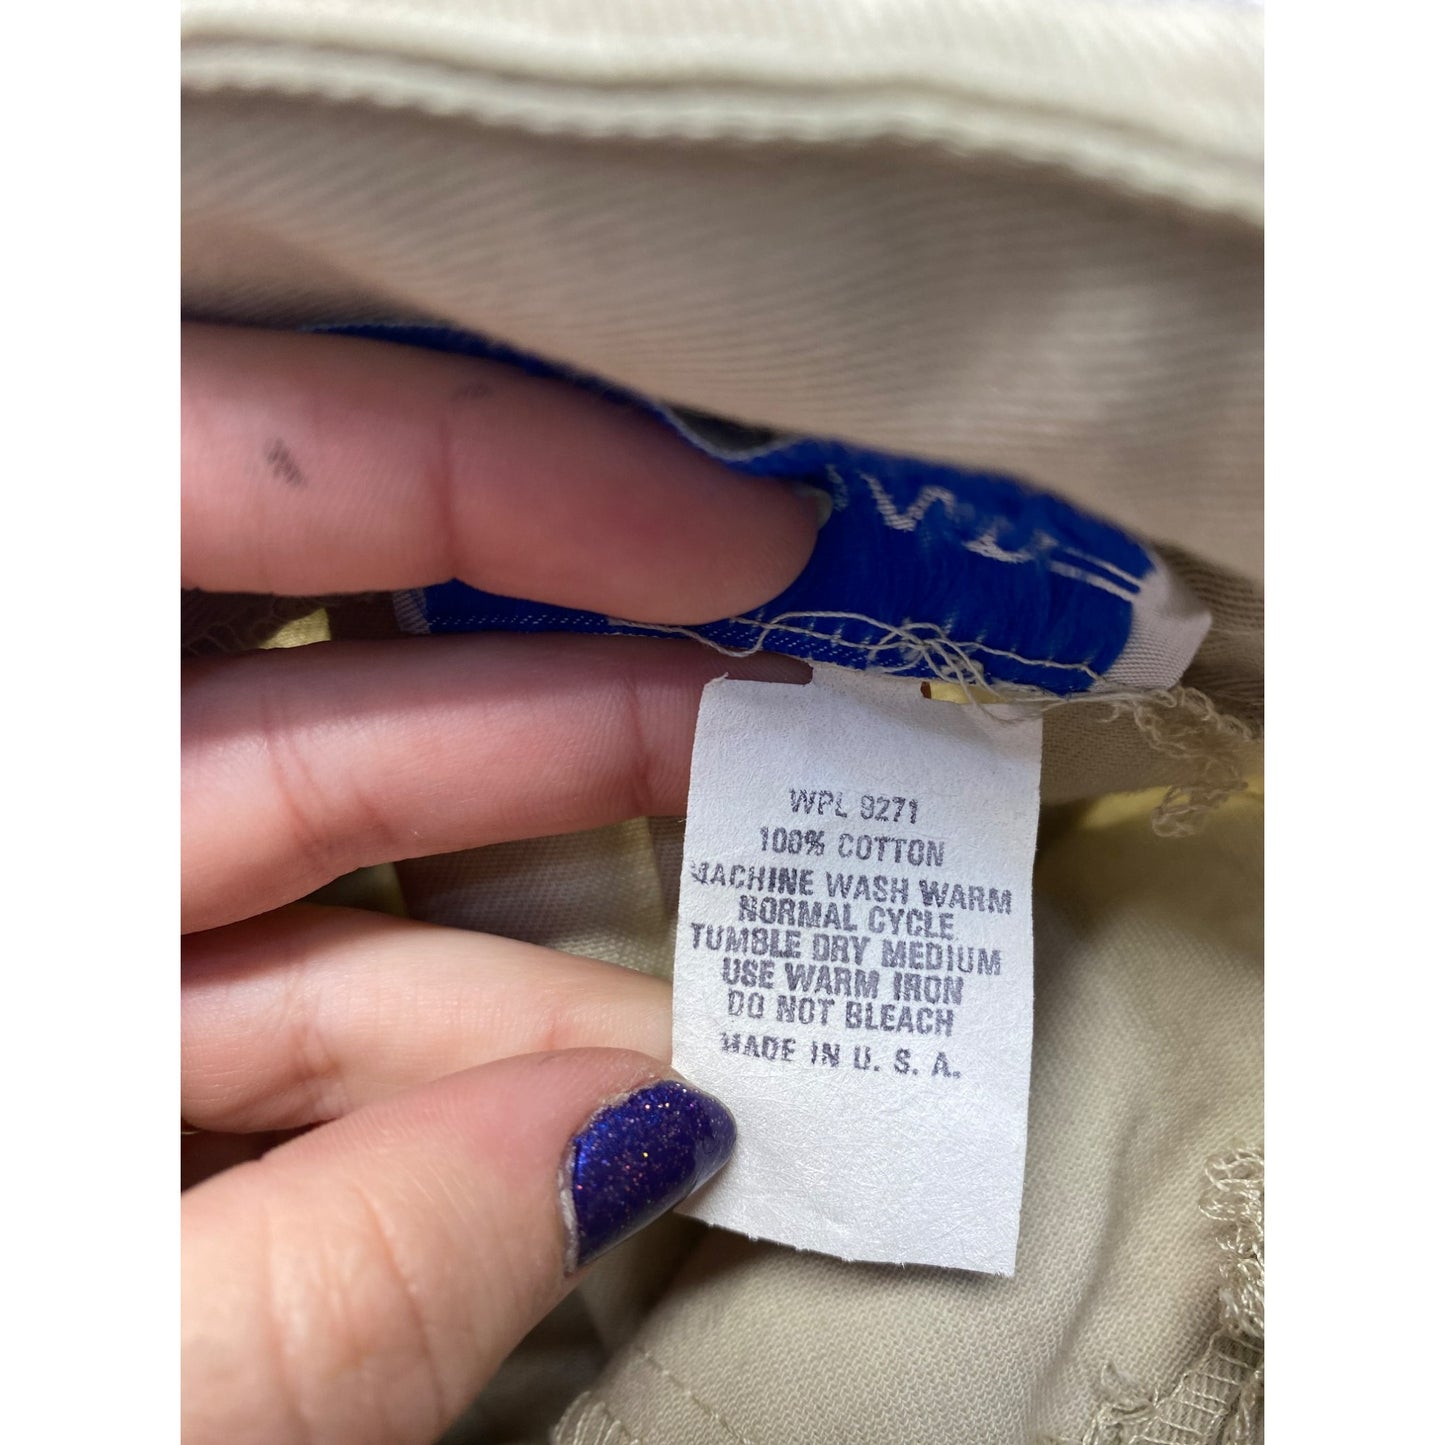 WPL 9271
100% COTTON
MACHINE WASH WARM
NORMAL CYCLE
TUMBLE DRY MEDIUM
USE WARM IRON
DO NOT BLEACH
MADE IN U. S. A.